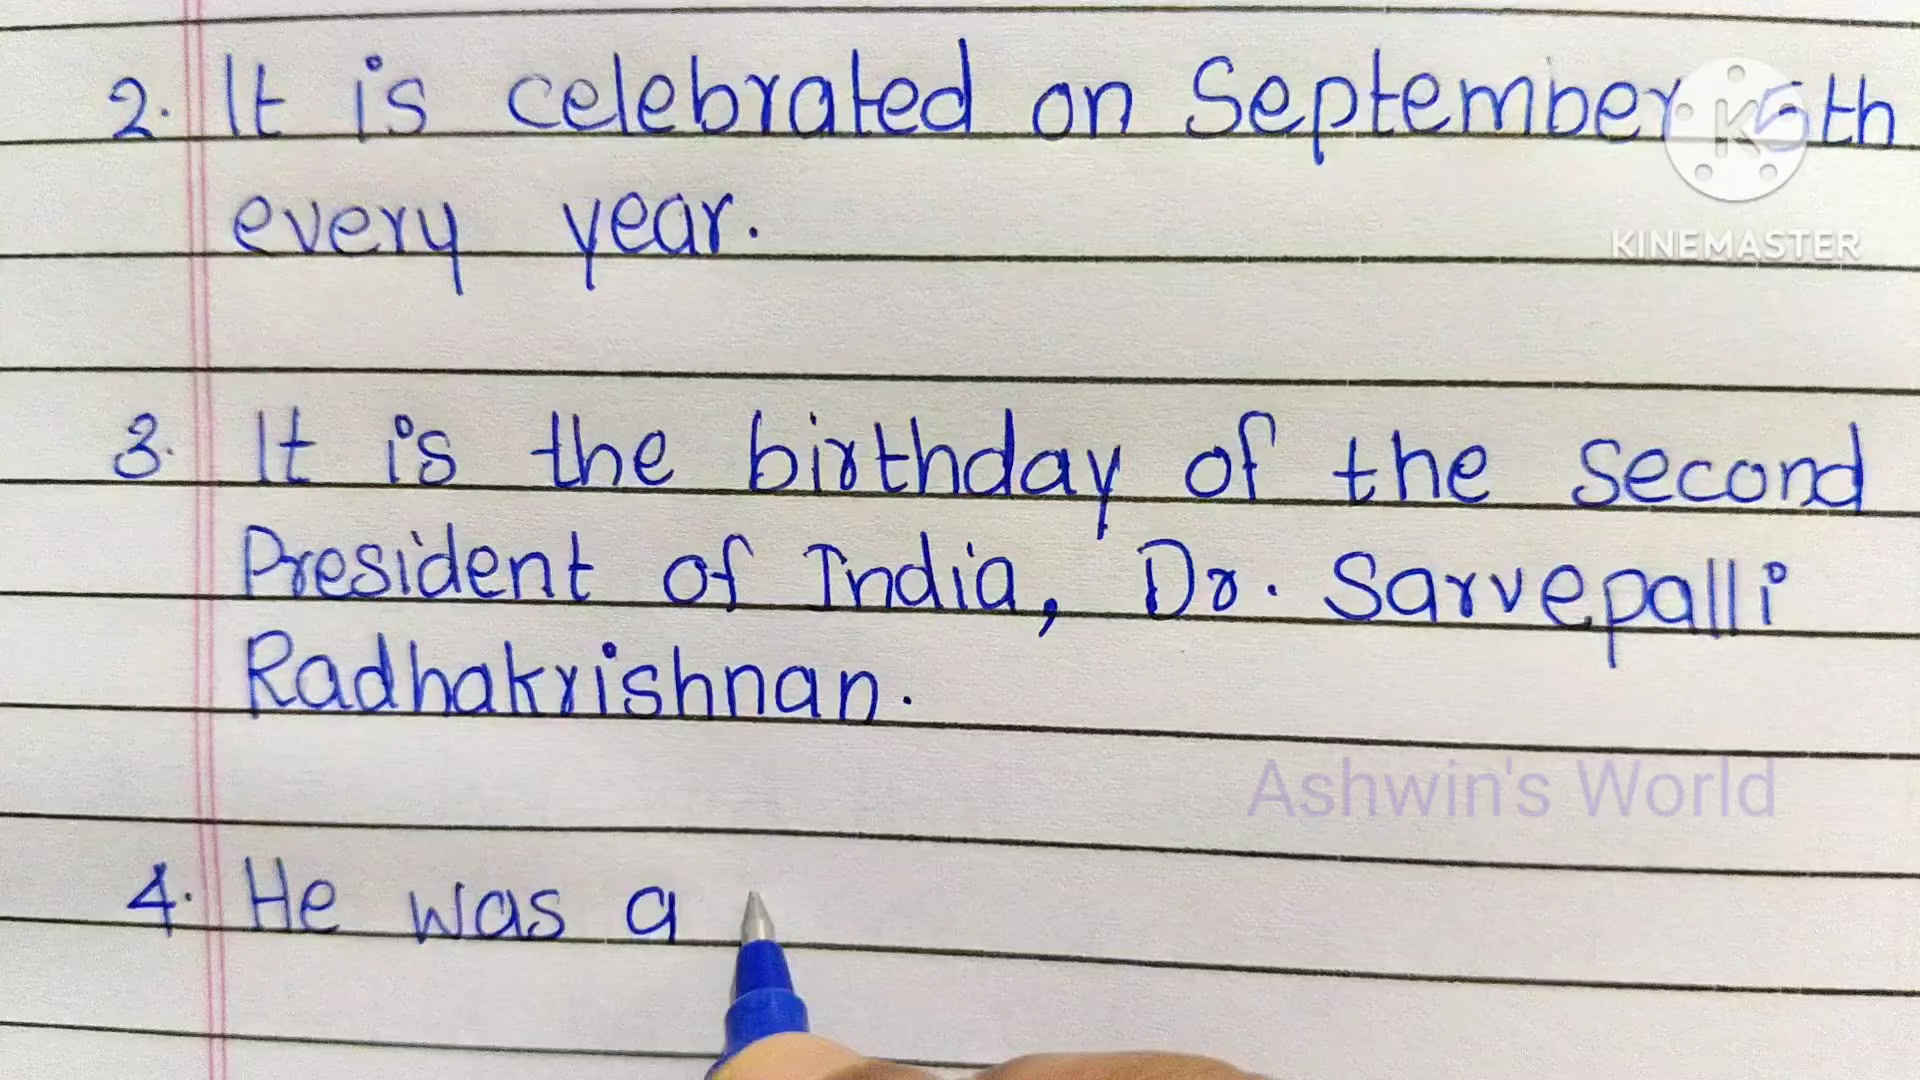 2. It is celebrated on September 5th
every year.
KINEMASTER
3. It is the birthday of the second
President of India, Dr. Sarvepalli
Radhakrishnan.
Ashwin's World
4. He was a